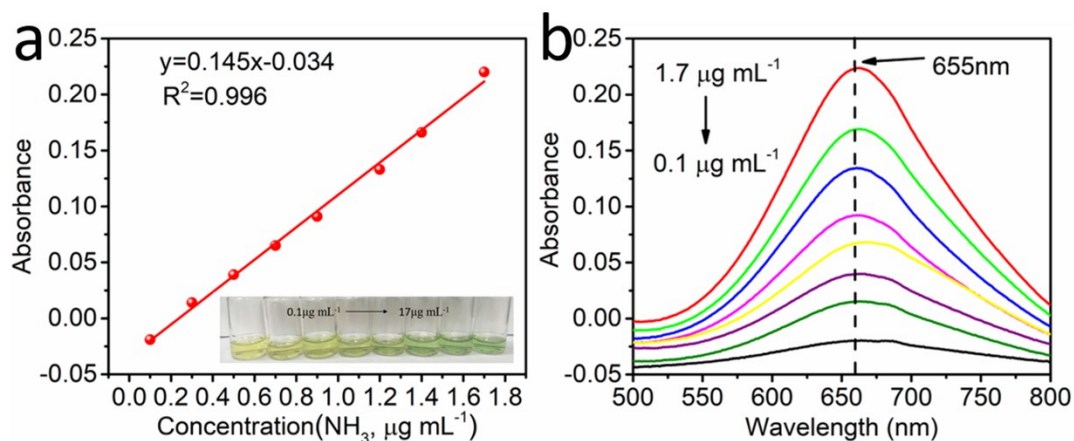 a
y=0.145x-0.034
R²=0.996
0.25
0.20
0.15
0.10
0.05
0.00
-0.05
Absorbance
0.1μg mL⁻¹ → 17μg mL⁻¹
0.0 0.2 0.4 0.6 0.8 1.0 1.2 1.4 1.6 1.8
Concentration(NH₃, μg mL⁻¹)
b
1.7 μg mL⁻¹
0.1 μg mL⁻¹
655nm
0.25
0.20
0.15
0.10
0.05
0.00
-0.05
Absorbance
500 550 600 650 700 750 800
Wavelength (nm)